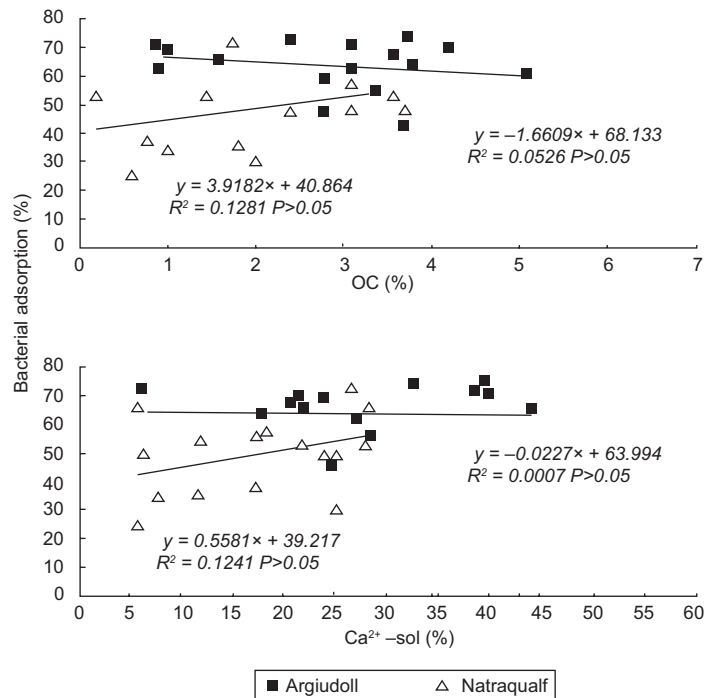 Bacterial adsorption (%)
80
70
60
50
40
30
20
10
0
y = –1.6609× + 68.133
R² = 0.0526 P>0.05
y = 3.9182× + 40.864
R² = 0.1281 P>0.05
0 1 2 3 4 5 6 7
OC (%)
80
70
60
50
40
30
20
10
0
y = –0.0227× + 63.994
R² = 0.0007 P>0.05
y = 0.5581× + 39.217
R² = 0.1241 P>0.05
0 5 10 15 20 25 30 35 40 45 50 55 60
Ca²⁺ –sol (%)
Argiudoll Natraqualf